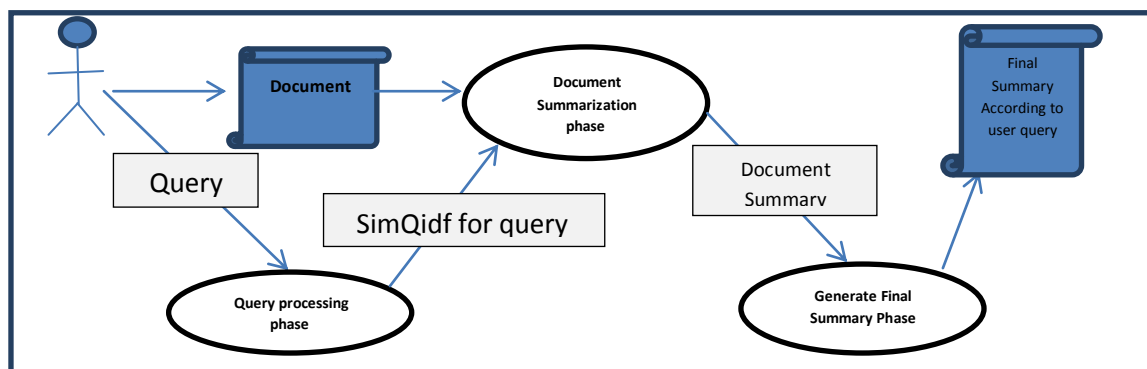 Document
Document
Summarization
phase
Final
Summary
According to
user query
Query
SimQidf for query
Document
Summary
Query processing
phase
Generate Final
Summary Phase